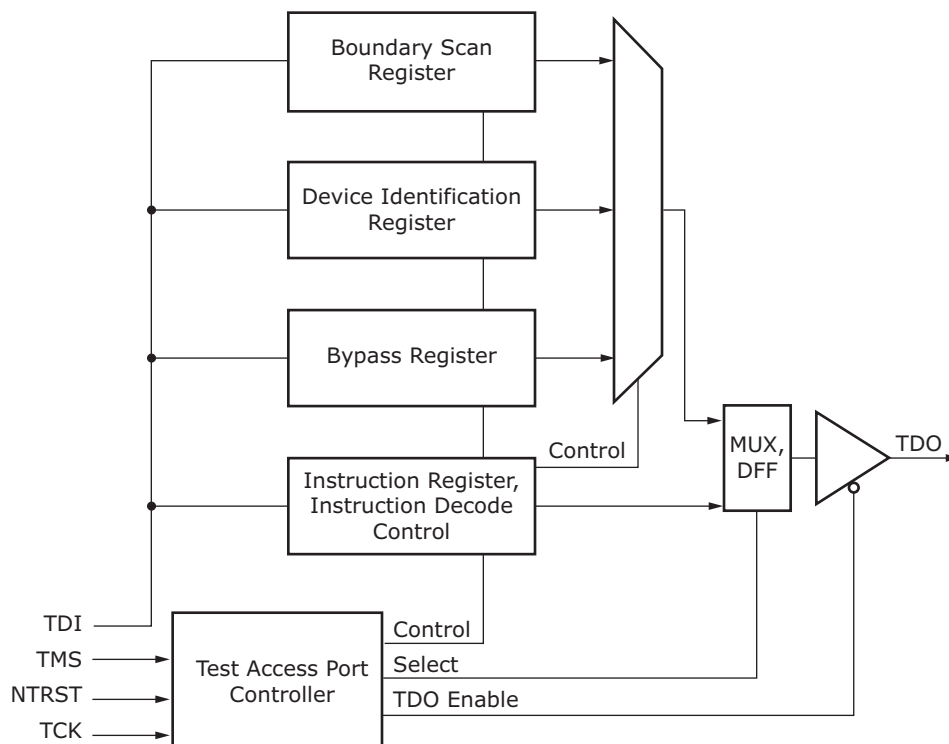 Boundary Scan
Register
Device Identification
Register
Bypass Register
Control
Instruction Register,
Instruction Decode
Control
MUX,
DFF
TDO
TDI
TMS
NTRST
TCK
Test Access Port
Controller
Control
Select
TDO Enable